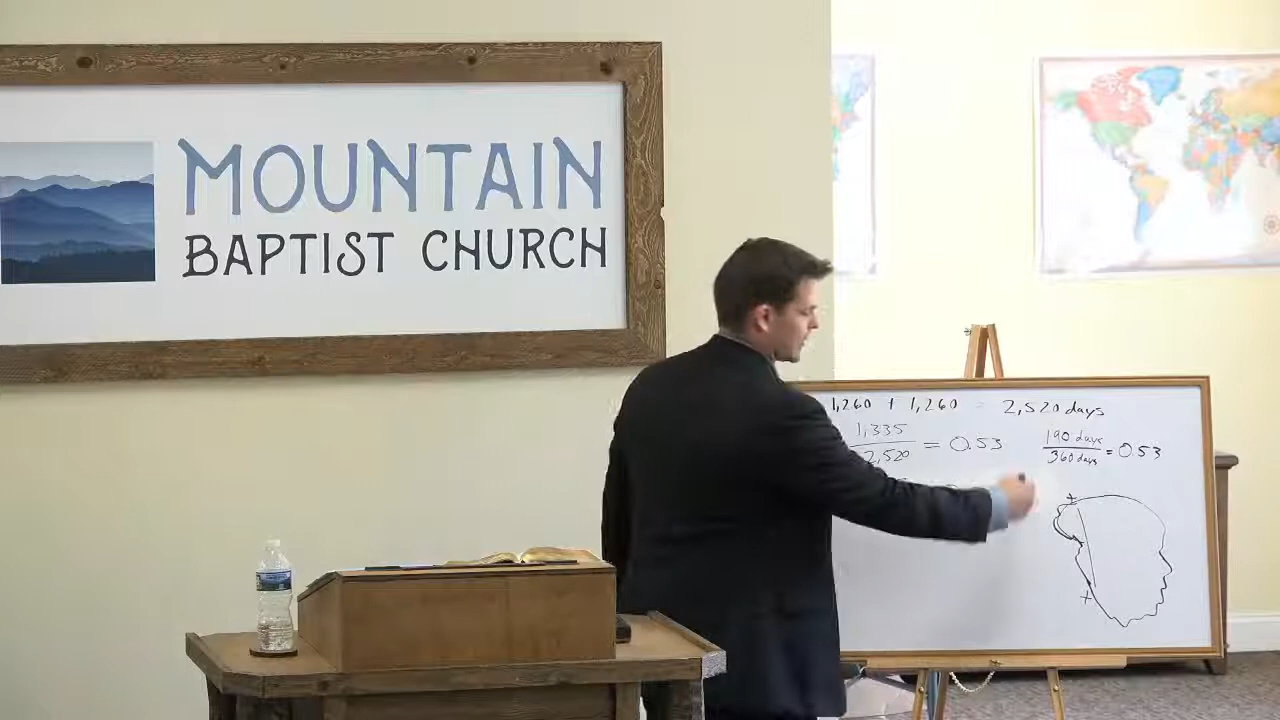 MOUNTAIN
BAPTIST CHURCH
1,260 + 1,260 = 2,520 days
1,335
2,520
= 0.53
190 days
360 days
= 0.53